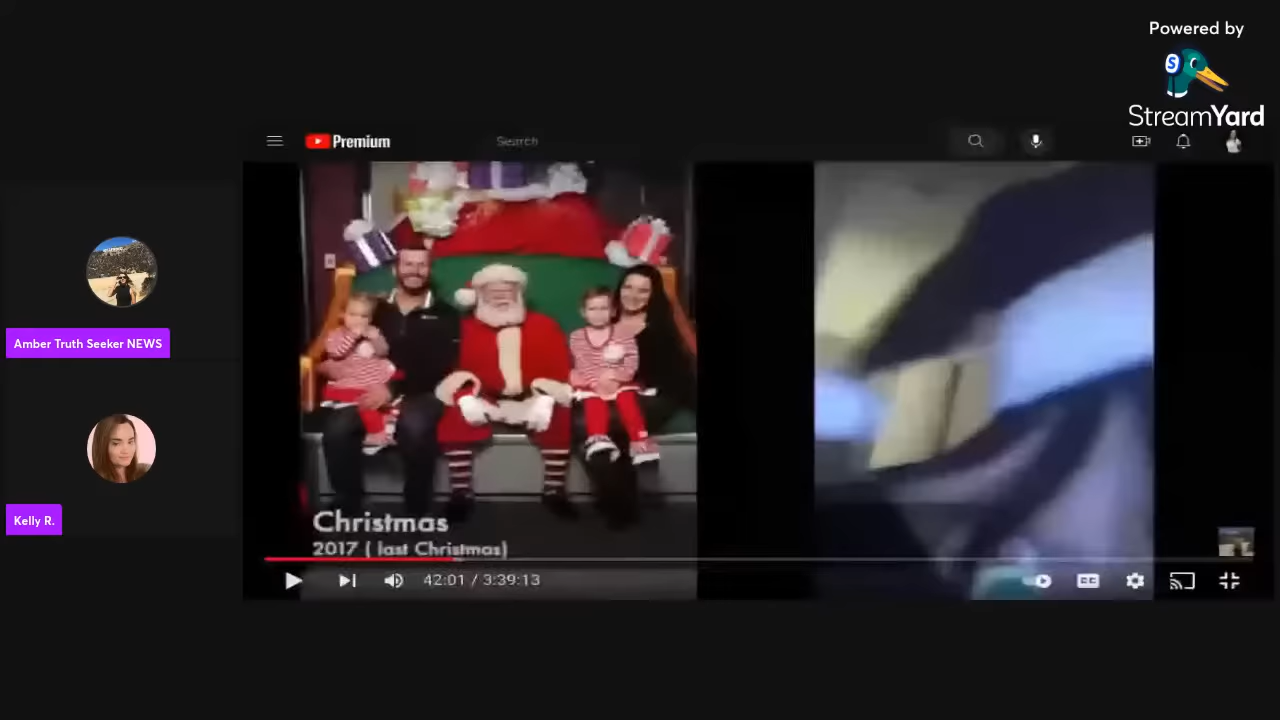 Powered by
StreamYard
Premium
Search
Amber Truth Seeker NEWS
Kelly R.
Christmas
2017 ( last Christmas)
42:01 / 3:39:13
CC
S